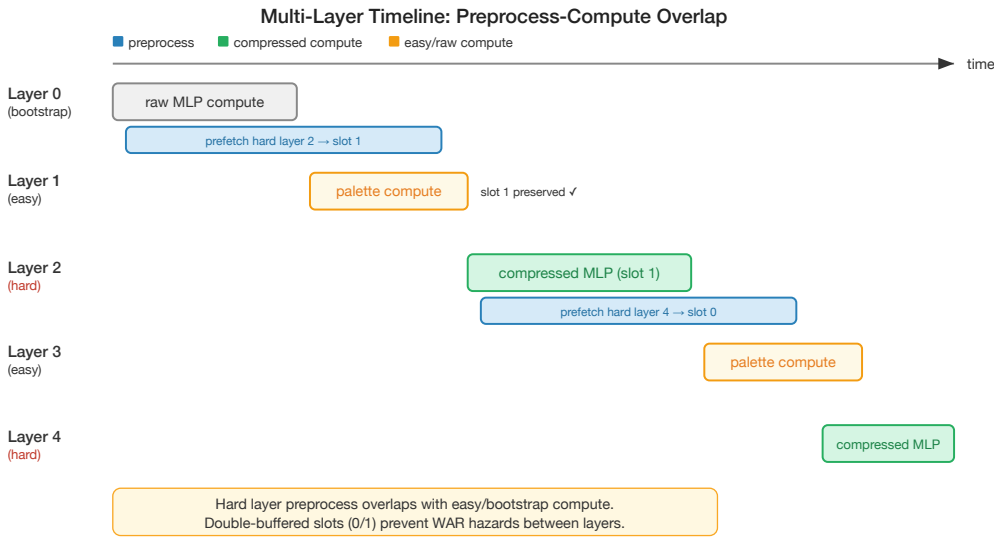 Multi-Layer Timeline: Preprocess-Compute Overlap
preprocess
compressed compute
easy/raw compute
time
Layer 0
(bootstrap)
raw MLP compute
prefetch hard layer 2 → slot 1
Layer 1
(easy)
palette compute
slot 1 preserved ✓
Layer 2
(hard)
compressed MLP (slot 1)
prefetch hard layer 4 → slot 0
Layer 3
(easy)
palette compute
Layer 4
(hard)
compressed MLP
Hard layer preprocess overlaps with easy/bootstrap compute.
Double-buffered slots (0/1) prevent WAR hazards between layers.